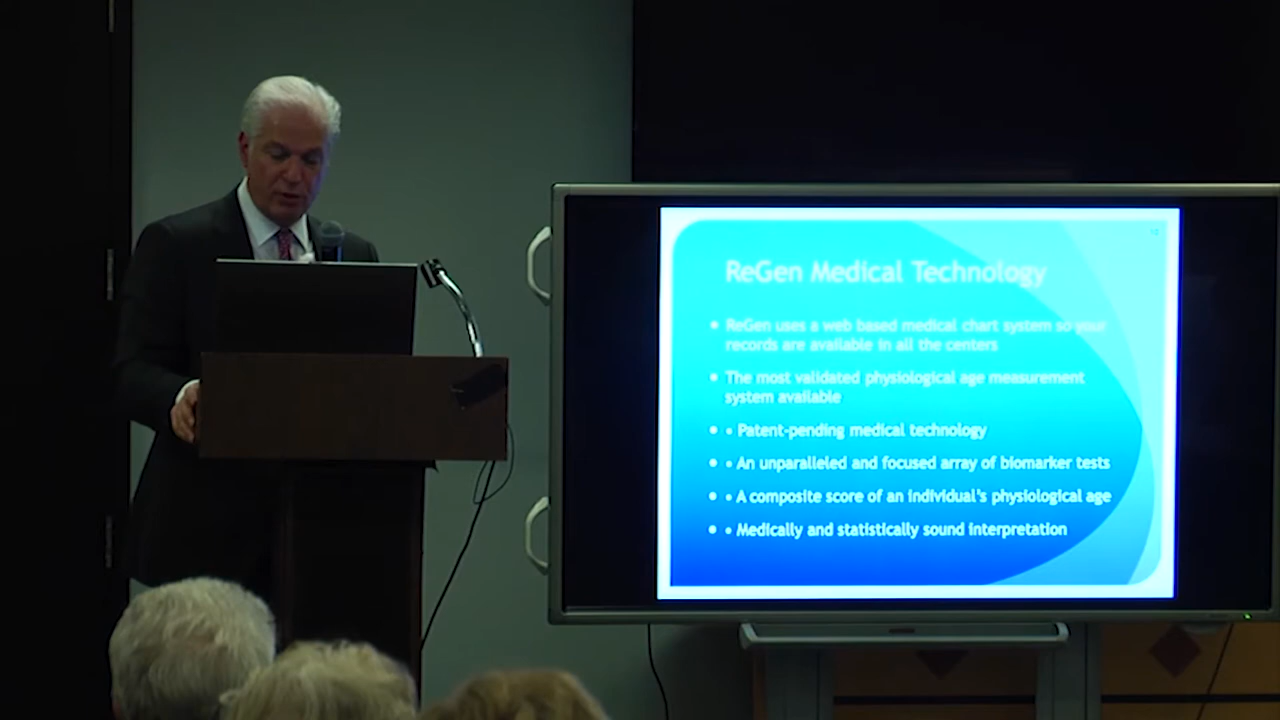 ReGen Medical Technology
• ReGen uses a web based medical chart system so your
records are available in all the centers
• The most validated physiological age measurement
system available
• • Patent-pending medical technology
• • An unparalleled and focused array of biomarker tests
• • A composite score of an individual's physiological age
• • Medically and statistically sound interpretation